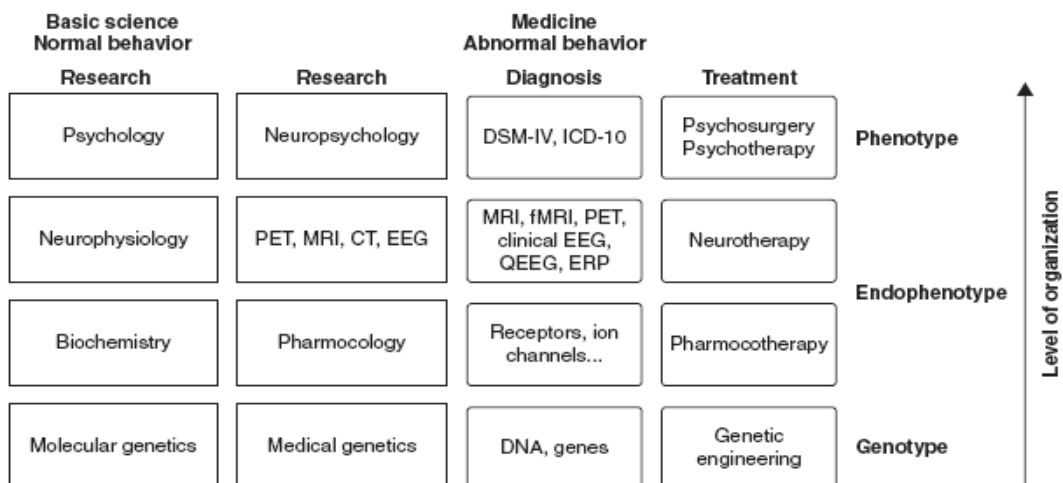 Basic science
Normal behavior
Medicine
Abnormal behavior
Research
Research
Diagnosis
Treatment
Psychology
Neuropsychology
DSM-IV, ICD-10
Psychosurgery
Psychotherapy
Phenotype
Neurophysiology
PET, MRI, CT, EEG
MRI, fMRI, PET,
clinical EEG,
QEEG, ERP
Neurotherapy
Endophenotype
Biochemistry
Pharmocology
Receptors, ion
channels...
Pharmocotherapy
Molecular genetics
Medical genetics
DNA, genes
Genetic
engineering
Genotype
Level of organization